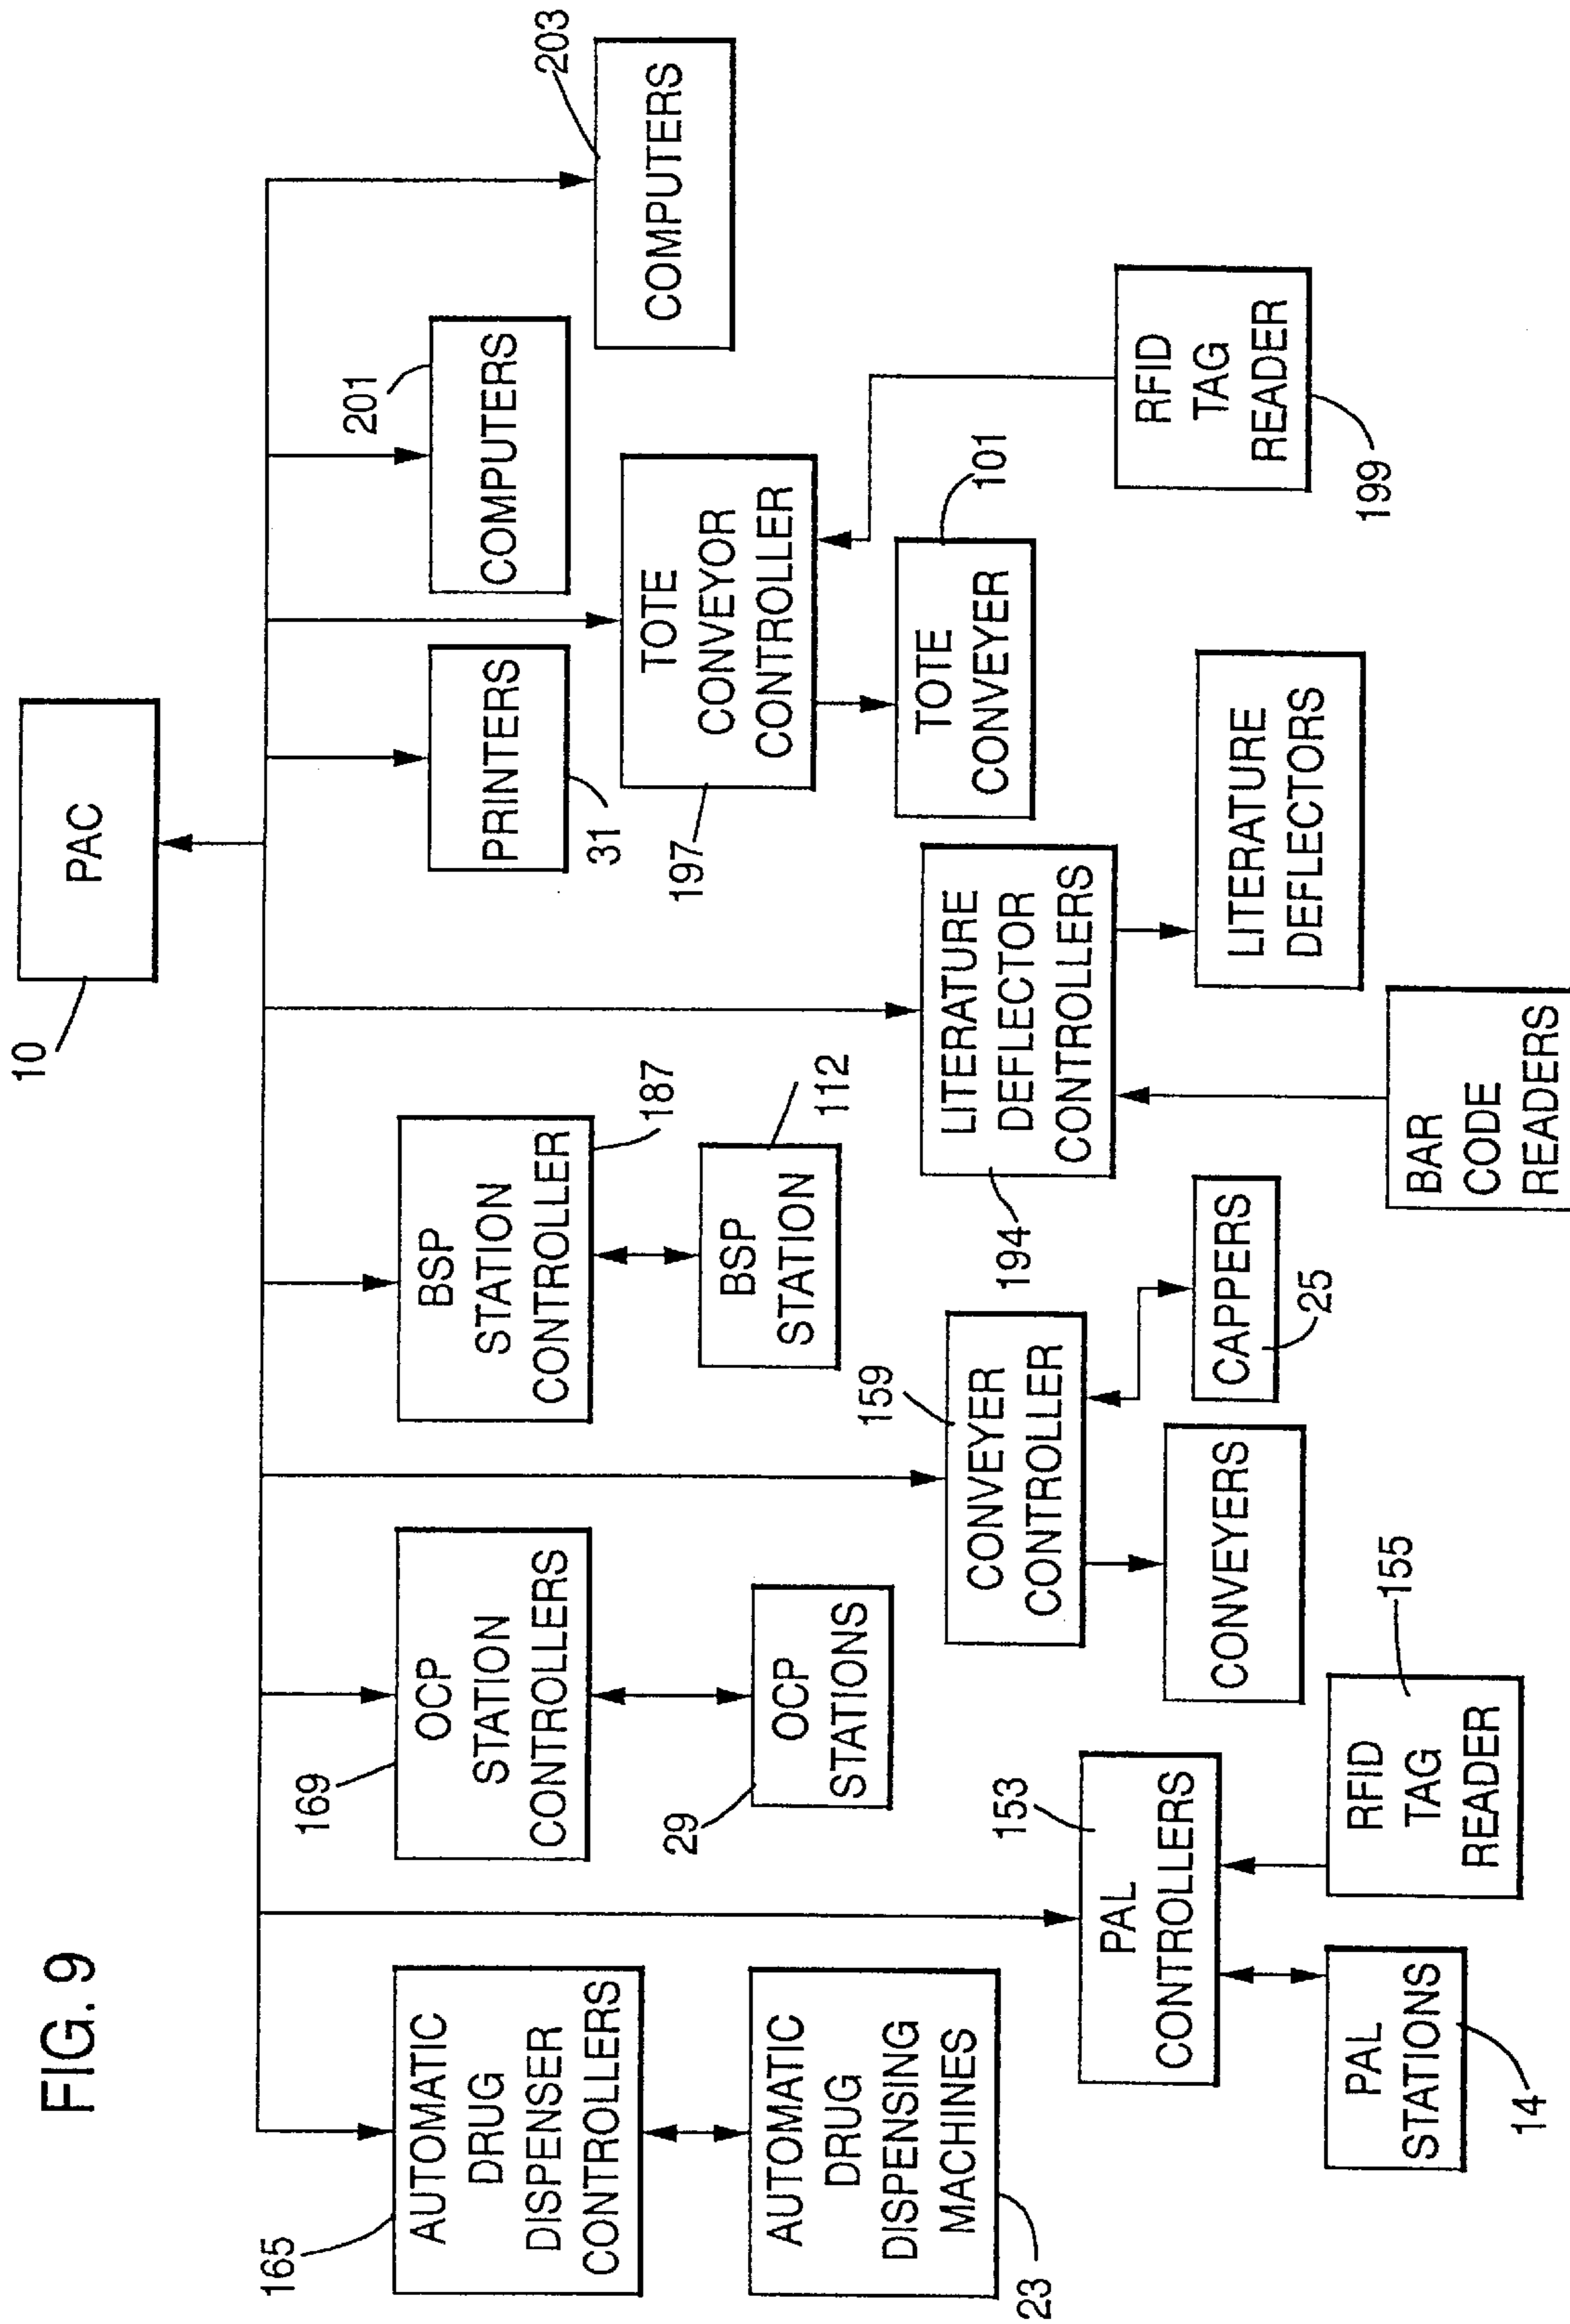 FIG. 9
10
PAC
165
AUTOMATIC
DRUG
DISPENSER
CONTROLLERS
AUTOMATIC
DRUG
DISPENSING
MACHINES
23
169
OCP
STATION
CONTROLLERS
29
OCP
STATIONS
BSP
STATION
CONTROLLER
187
BSP
STATION
112
PRINTERS
31
201
COMPUTERS
203
COMPUTERS
197
TOTE
CONVEYOR
CONTROLLER
TOTE
CONVEYER
101
RFID
TAG
READER
199
153
PAL
CONTROLLERS
PAL
STATIONS
14
RFID
TAG
READER
155
159
CONVEYER
CONTROLLER
CONVEYERS
CAPPERS
25
194
LITERATURE
DEFLECTOR
CONTROLLERS
LITERATURE
DEFLECTORS
BAR
CODE
READERS